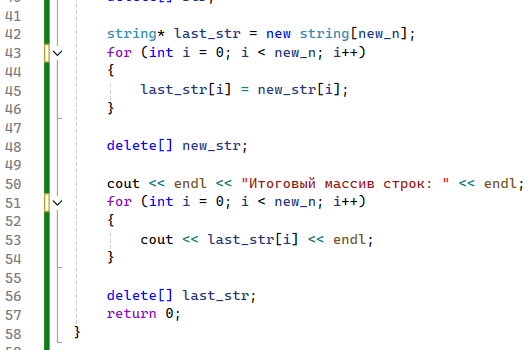 41
42 string* last_str = new string[new_n];
43 for (int i = 0; i < new_n; i++)
44 {
45 last_str[i] = new_str[i];
46 }
47
48 delete[] new_str;
49
50 cout << endl << "Итоговый массив строк: " << endl;
51 for (int i = 0; i < new_n; i++)
52 {
53 cout << last_str[i] << endl;
54 }
55
56 delete[] last_str;
57 return 0;
58 }